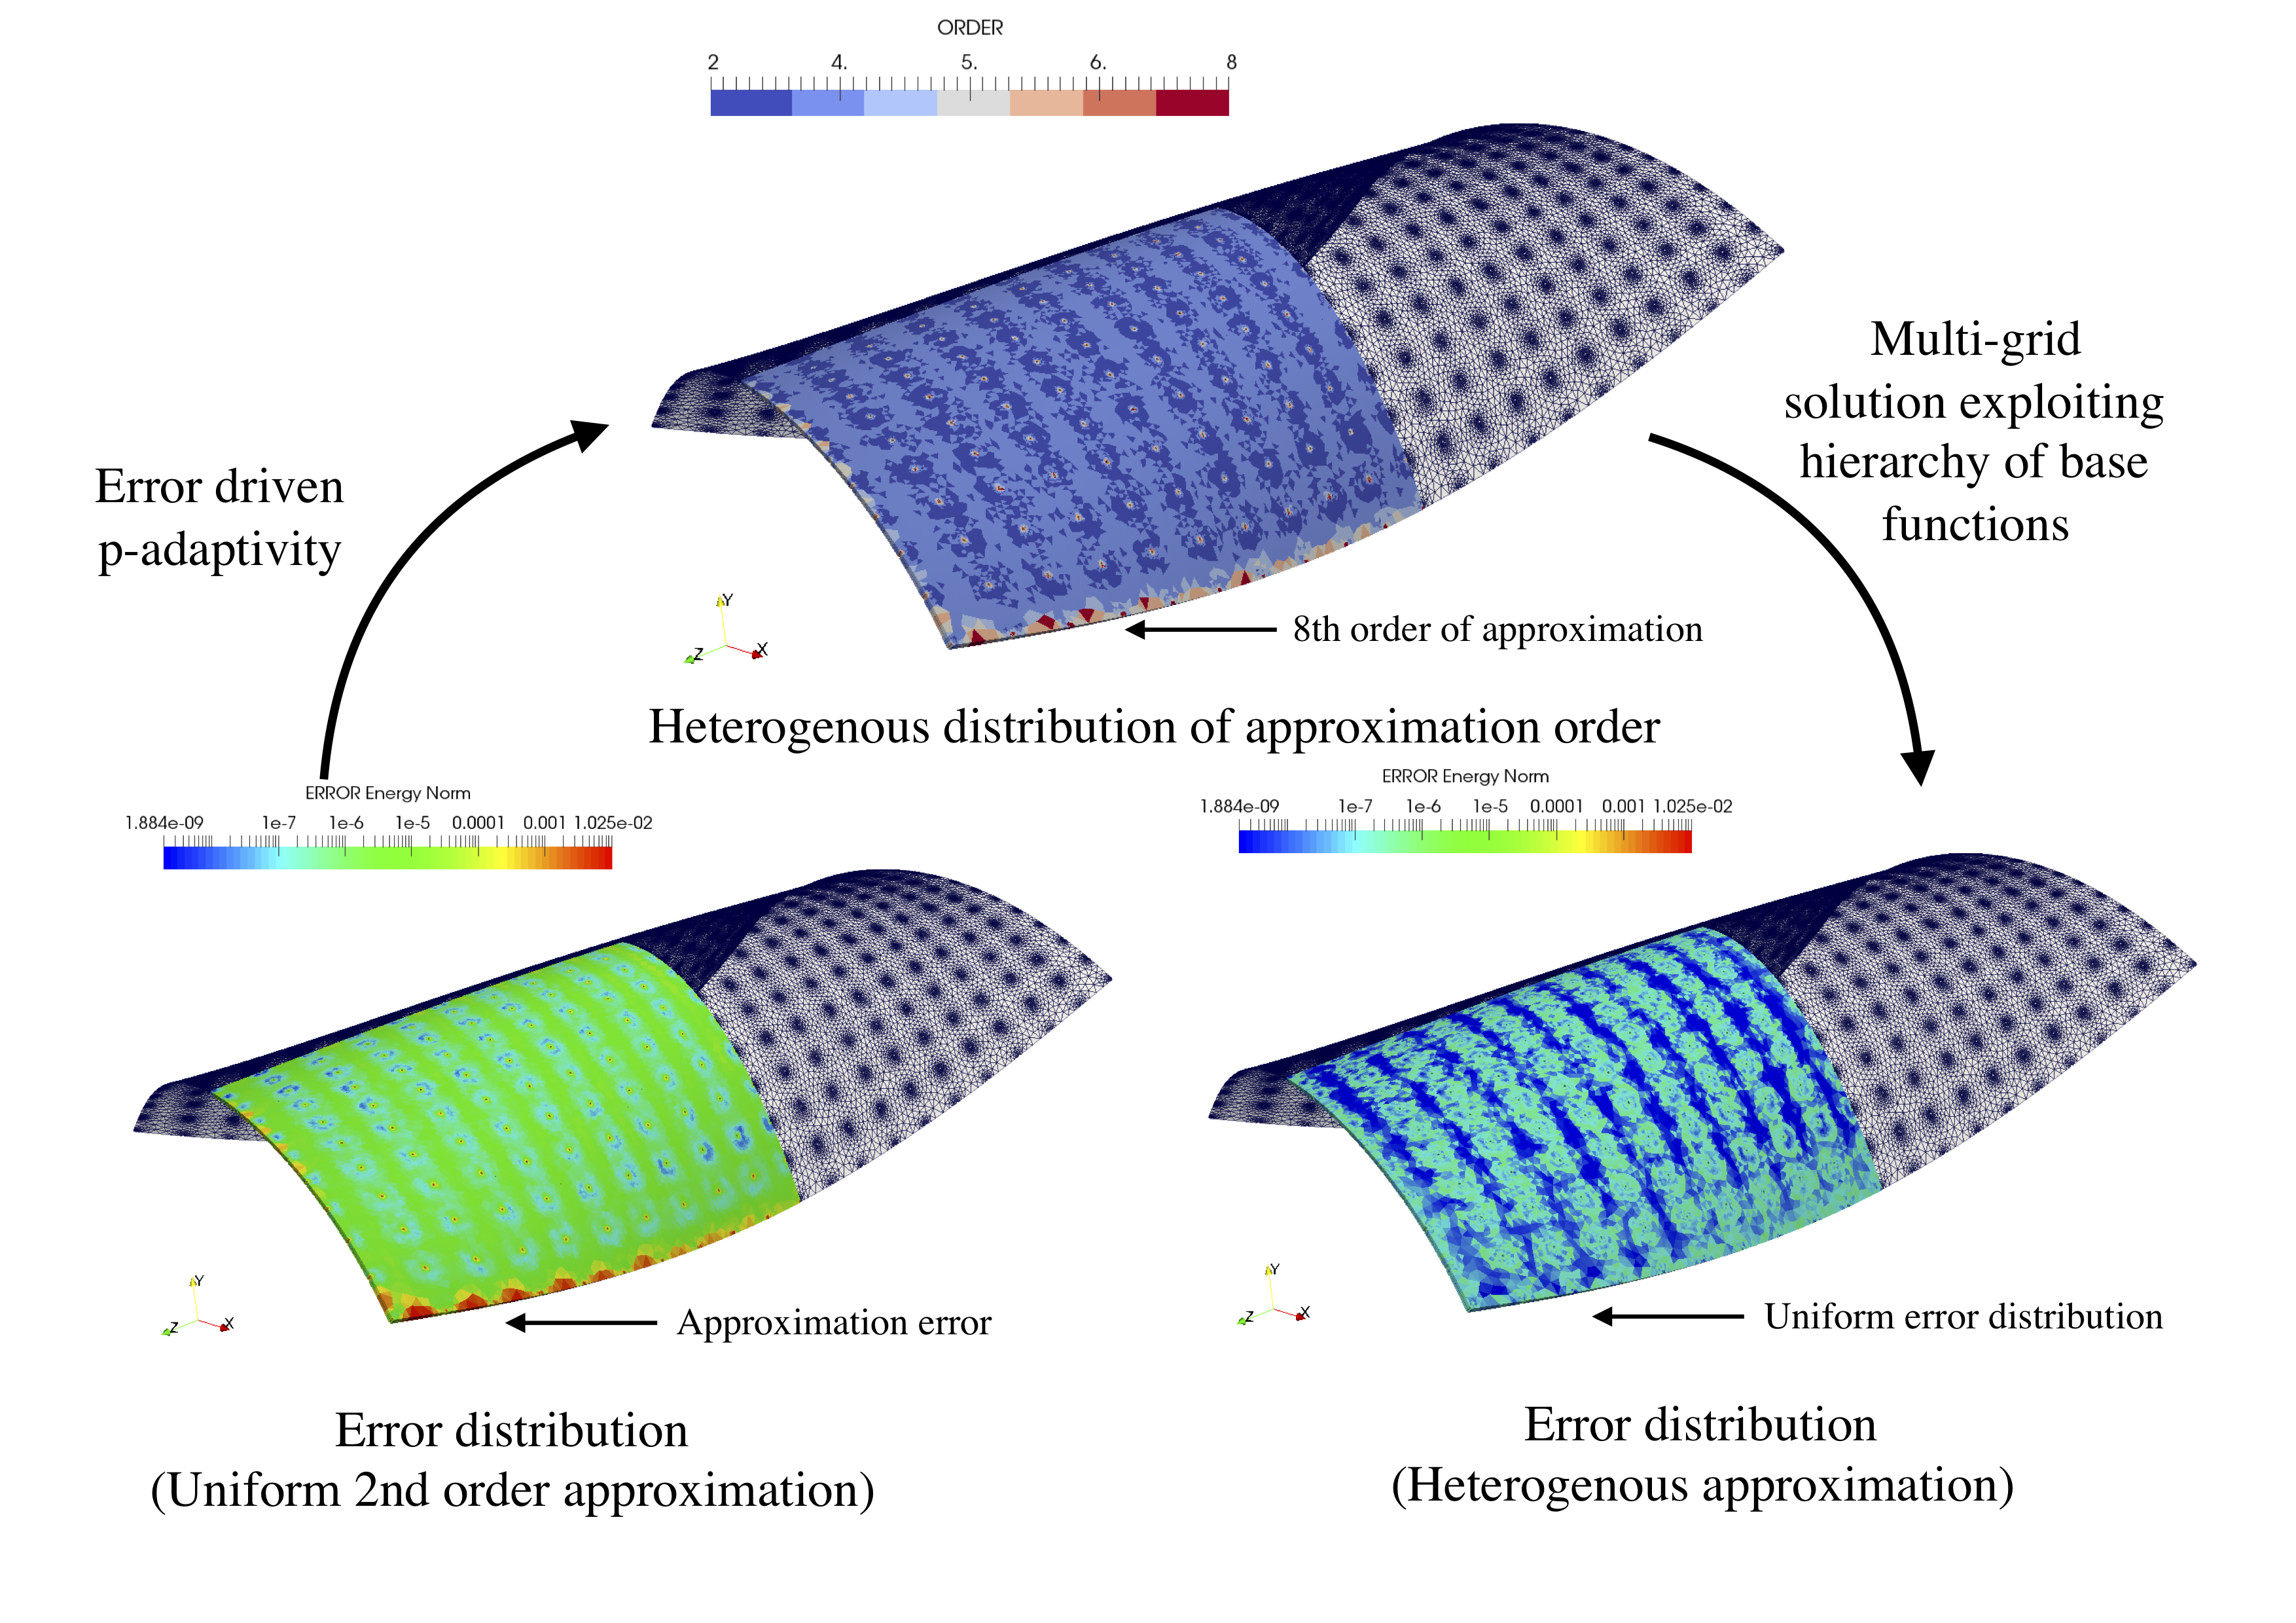 ORDER
2 4. 5. 6. 8
Multi-grid
solution exploiting
hierarchy of base
functions
Error driven
p-adaptivity
Y
Z X
8th order of approximation
Heterogenous distribution of approximation order
ERROR Energy Norm
1.884e-09 1e-7 1e-6 1e-5 0.0001 0.001 1.025e-02
ERROR Energy Norm
1.884e-09 1e-7 1e-6 1e-5 0.0001 0.001 1.025e-02
Y
Z X
Approximation error
Y
Z X
Uniform error distribution
Error distribution
(Uniform 2nd order approximation)
Error distribution
(Heterogenous approximation)